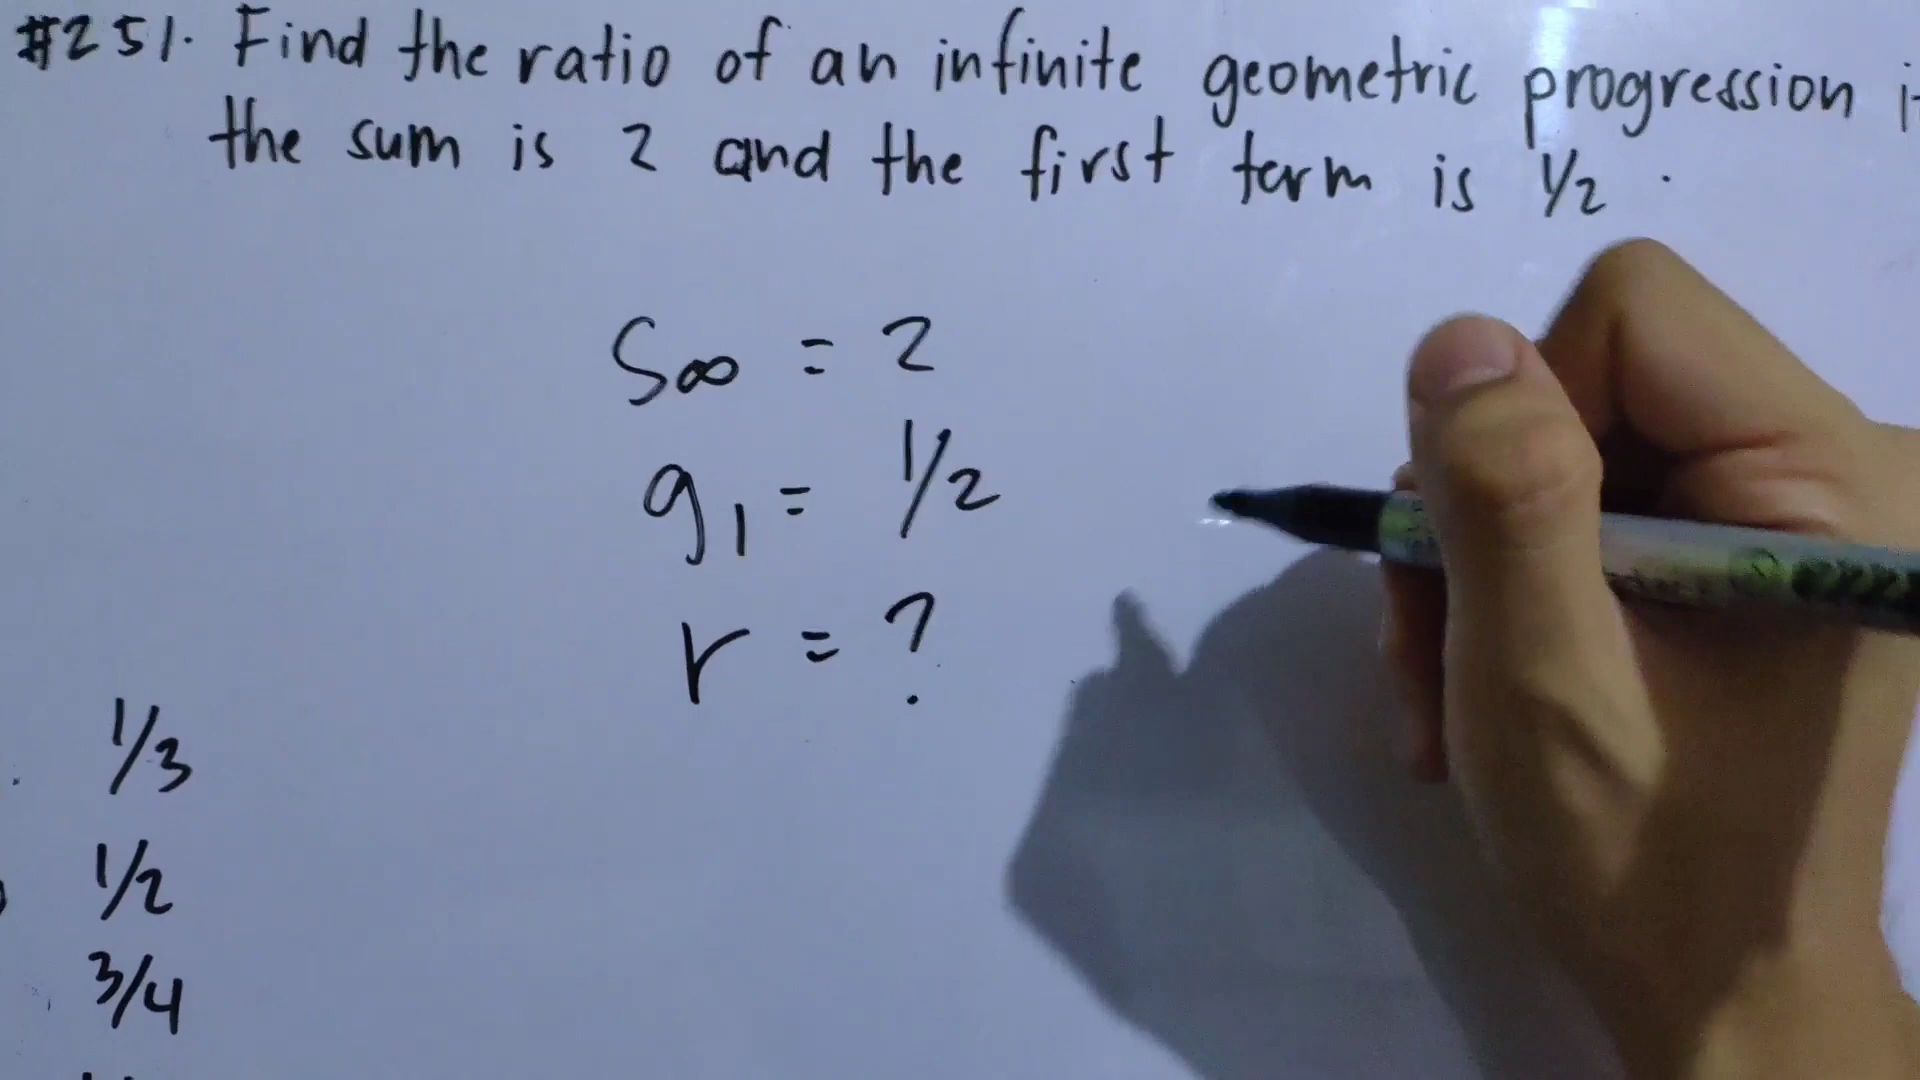 #251. Find the ratio of an infinite geometric progression
the sum is 2 and the first term is 1/2.
S∞ = 2
g1 = 1/2
r = ?
1/3
1/2
3/4